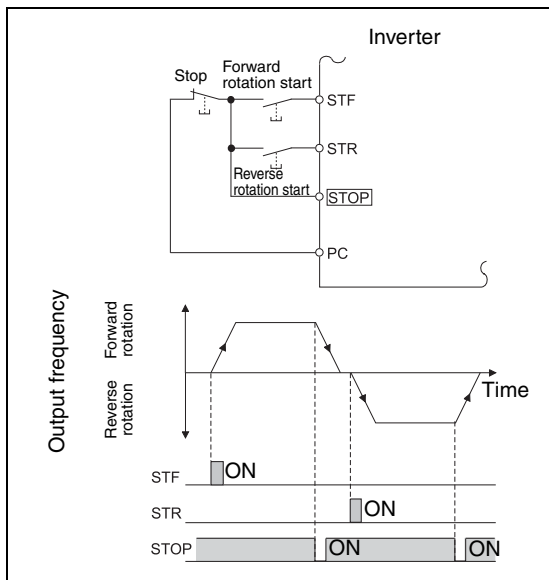 Inverter
Stop
Forward
rotation start
STF
STR
Reverse
rotation start
STOP
PC
Output frequency
Forward
rotation
Reverse
rotation
Time
STF
ON
STR
ON
STOP
ON
ON